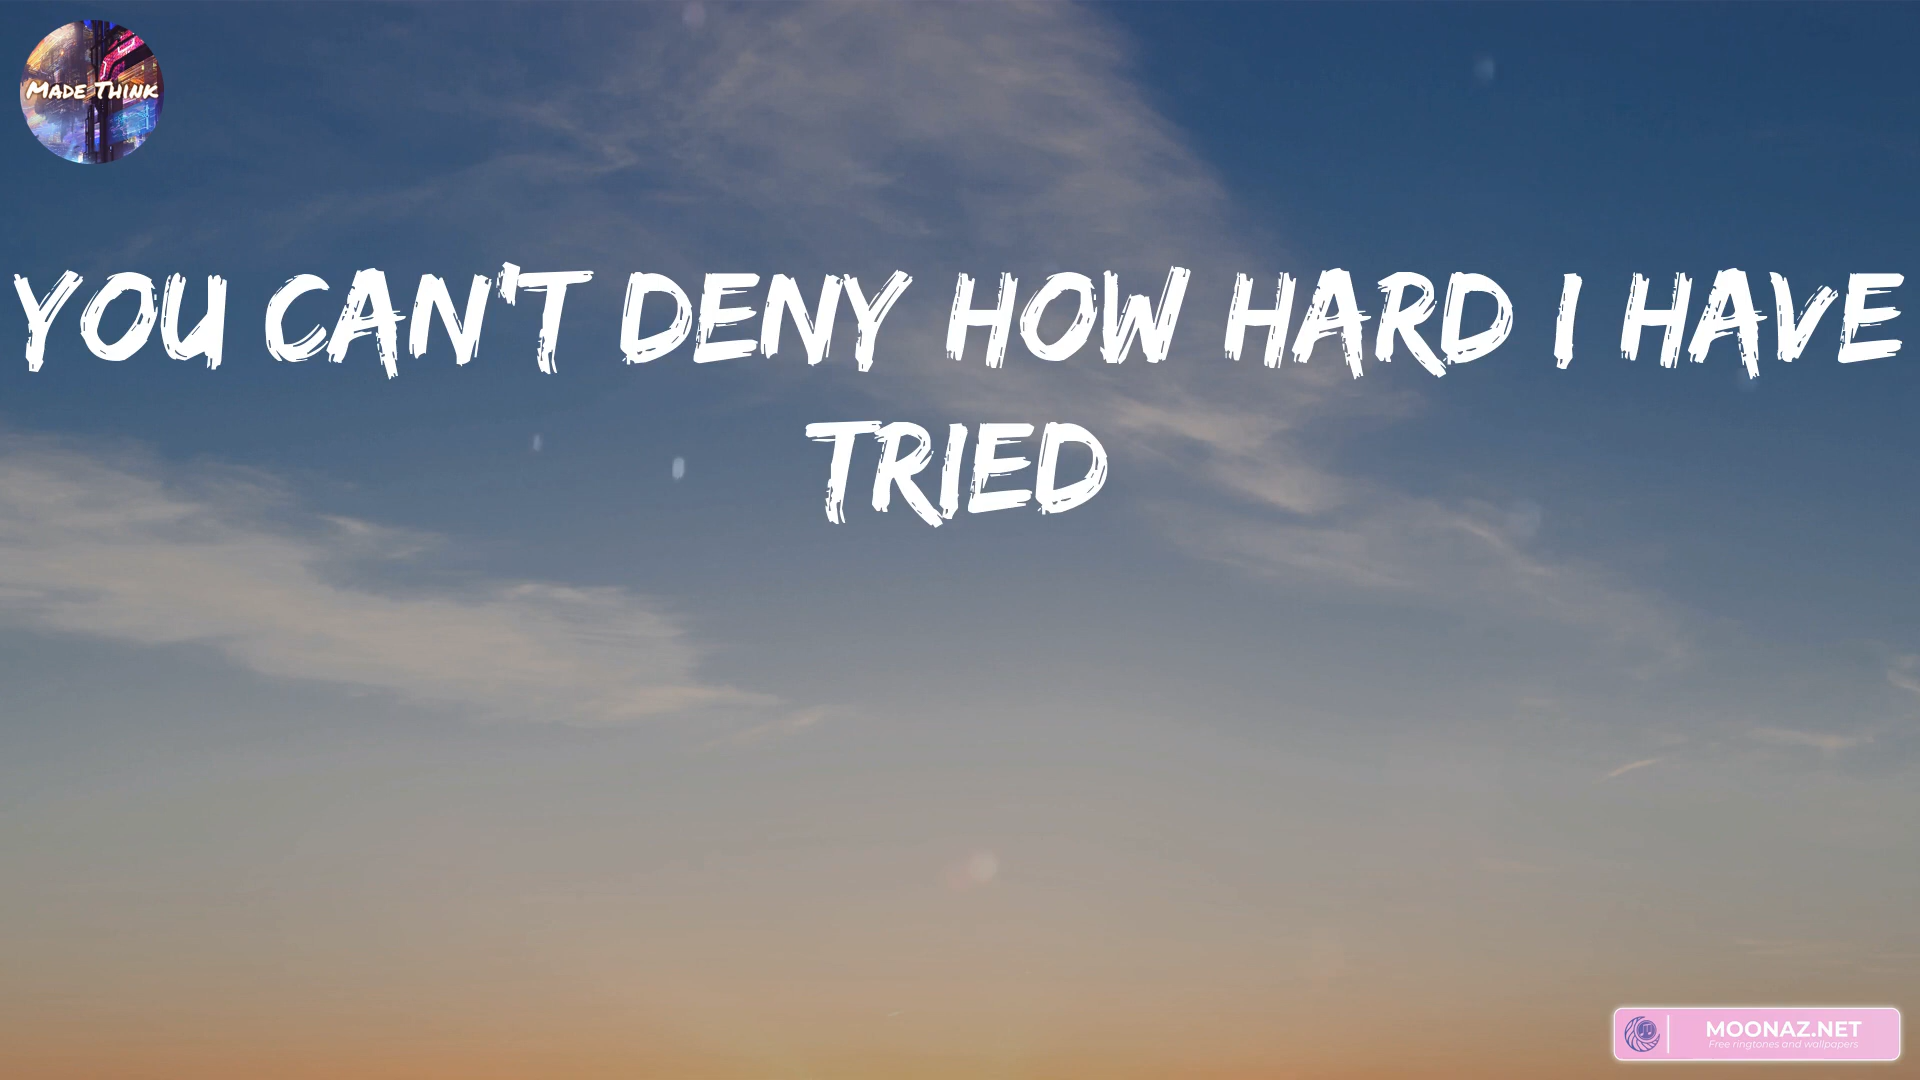 MADE THINK
YOU CAN'T DENY HOW HARD I HAVE
TRIED
MOONAZ.NET
Free ringtones and wallpapers